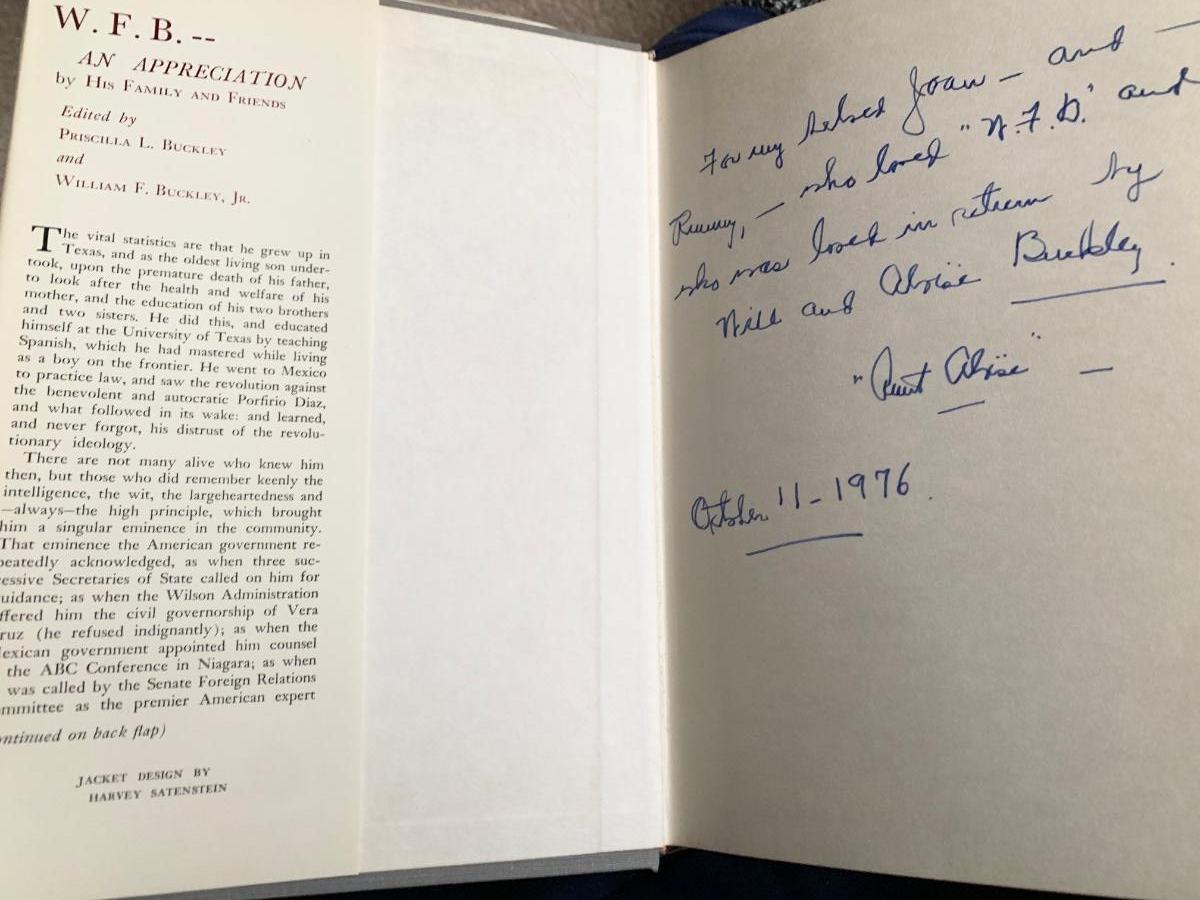 W. F. B. --
AN APPRECIATION
by HIS FAMILY AND FRIENDS
Edited by
PRISCILLA L. BUCKLEY
and
WILLIAM F. BUCKLEY, JR.
The vital statistics are that he grew up in
Texas, and as the oldest living son under-
took, upon the premature death of his father,
to look after the health and welfare of his
mother, and the education of his two brothers
and two sisters. He did this, and educated
himself at the University of Texas by teaching
Spanish, which he had mastered while living
as a boy on the frontier. He went to Mexico
to practice law, and saw the revolution against
the benevolent and autocratic Porfirio Diaz,
and what followed in its wake: and learned,
and never forgot, his distrust of the revolu-
tionary ideology.
There are not many alive who knew him
then, but those who did remember keenly the
intelligence, the wit, the largeheartedness and
—always—the high principle, which brought
him a singular eminence in the community.
That eminence the American government re-
peatedly acknowledged, as when three suc-
cessive Secretaries of State called on him for
uidance; as when the Wilson Administration
ffered him the civil governorship of Vera
ruz (he refused indignantly); as when the
exican government appointed him counsel
the ABC Conference in Niagara; as when
was called by the Senate Foreign Relations
mmittee as the premier American expert
ontinued on back flap)
JACKET DESIGN BY
HARVEY SATENSTEIN
For my beloved Joan – and –
– who loved "W.F.B." and
who was loved in return by
Will and Aloïse Buckley.
"Aunt Aloïse" –
October 11 – 1976.